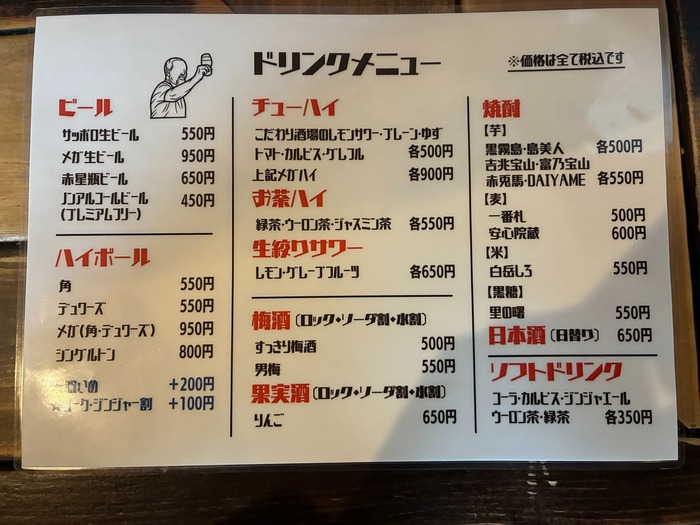 ドリンクメニュー
※価格は全て税込です
ビール
サッポロ生ビール 550円
メガ生ビール 950円
赤星瓶ビール 650円
ノンアルコールビール 450円
(プレミアムフリー)
ハイボール
角 550円
デュワーズ 550円
メガ(角・デュワーズ) 950円
シングルトン 800円
濃いめ +200円
コーク・ジンジャー割 +100円
チューハイ
こだわり酒場のレモンサワー・プレーン・ゆず
トマト・カルピス・グレフル 各500円
上記メガハイ 各900円
お茶ハイ
緑茶・ウーロン茶・ジャスミン茶 各550円
生絞りサワー
レモン・グレープフルーツ 各650円
梅酒(ロック・ソーダ割・水割)
すっきり梅酒 500円
男梅 550円
果実酒(ロック・ソーダ割・水割)
りんご 650円
焼酎
【芋】
黒霧島・島美人 各500円
吉兆宝山・富乃宝山
赤兎馬・DAIYAME 各550円
【麦】
一番札 500円
安心院蔵 600円
【米】
白岳しろ 550円
【黒糖】
里の曙 550円
日本酒(日替り) 650円
ソフトドリンク
コーラ・カルピス・ジンジャエール
ウーロン茶・緑茶 各350円